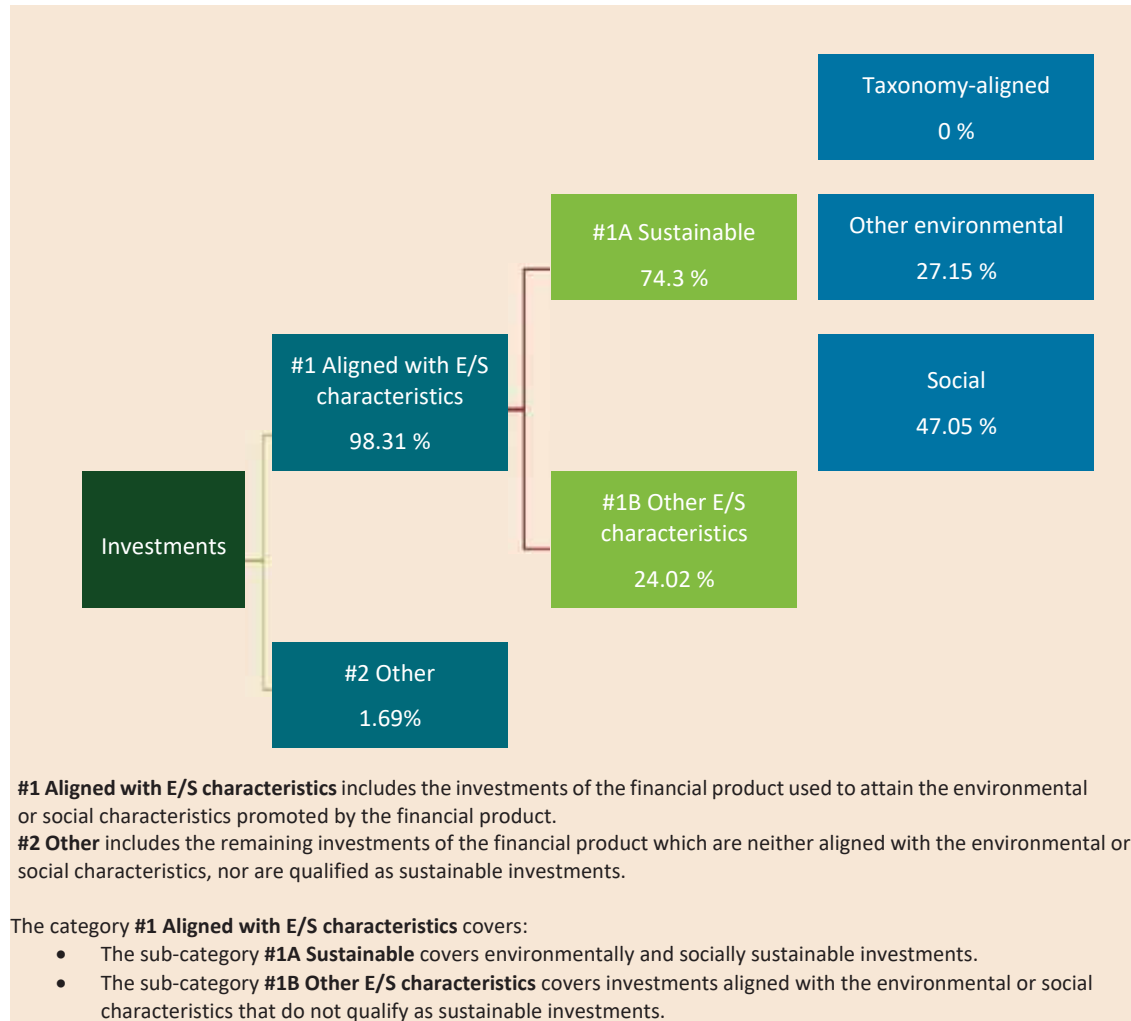 Taxonomy-aligned
0 %
#1A Sustainable
74.3 %
Other environmental
27.15 %
#1 Aligned with E/S
characteristics
98.31 %
Social
47.05 %
Investments
#1B Other E/S
characteristics
24.02 %
#2 Other
1.69%
#1 Aligned with E/S characteristics includes the investments of the financial product used to attain the environmental
or social characteristics promoted by the financial product.
#2 Other includes the remaining investments of the financial product which are neither aligned with the environmental or
social characteristics, nor are qualified as sustainable investments.
The category #1 Aligned with E/S characteristics covers:
• The sub-category #1A Sustainable covers environmentally and socially sustainable investments.
• The sub-category #1B Other E/S characteristics covers investments aligned with the environmental or social
characteristics that do not qualify as sustainable investments.